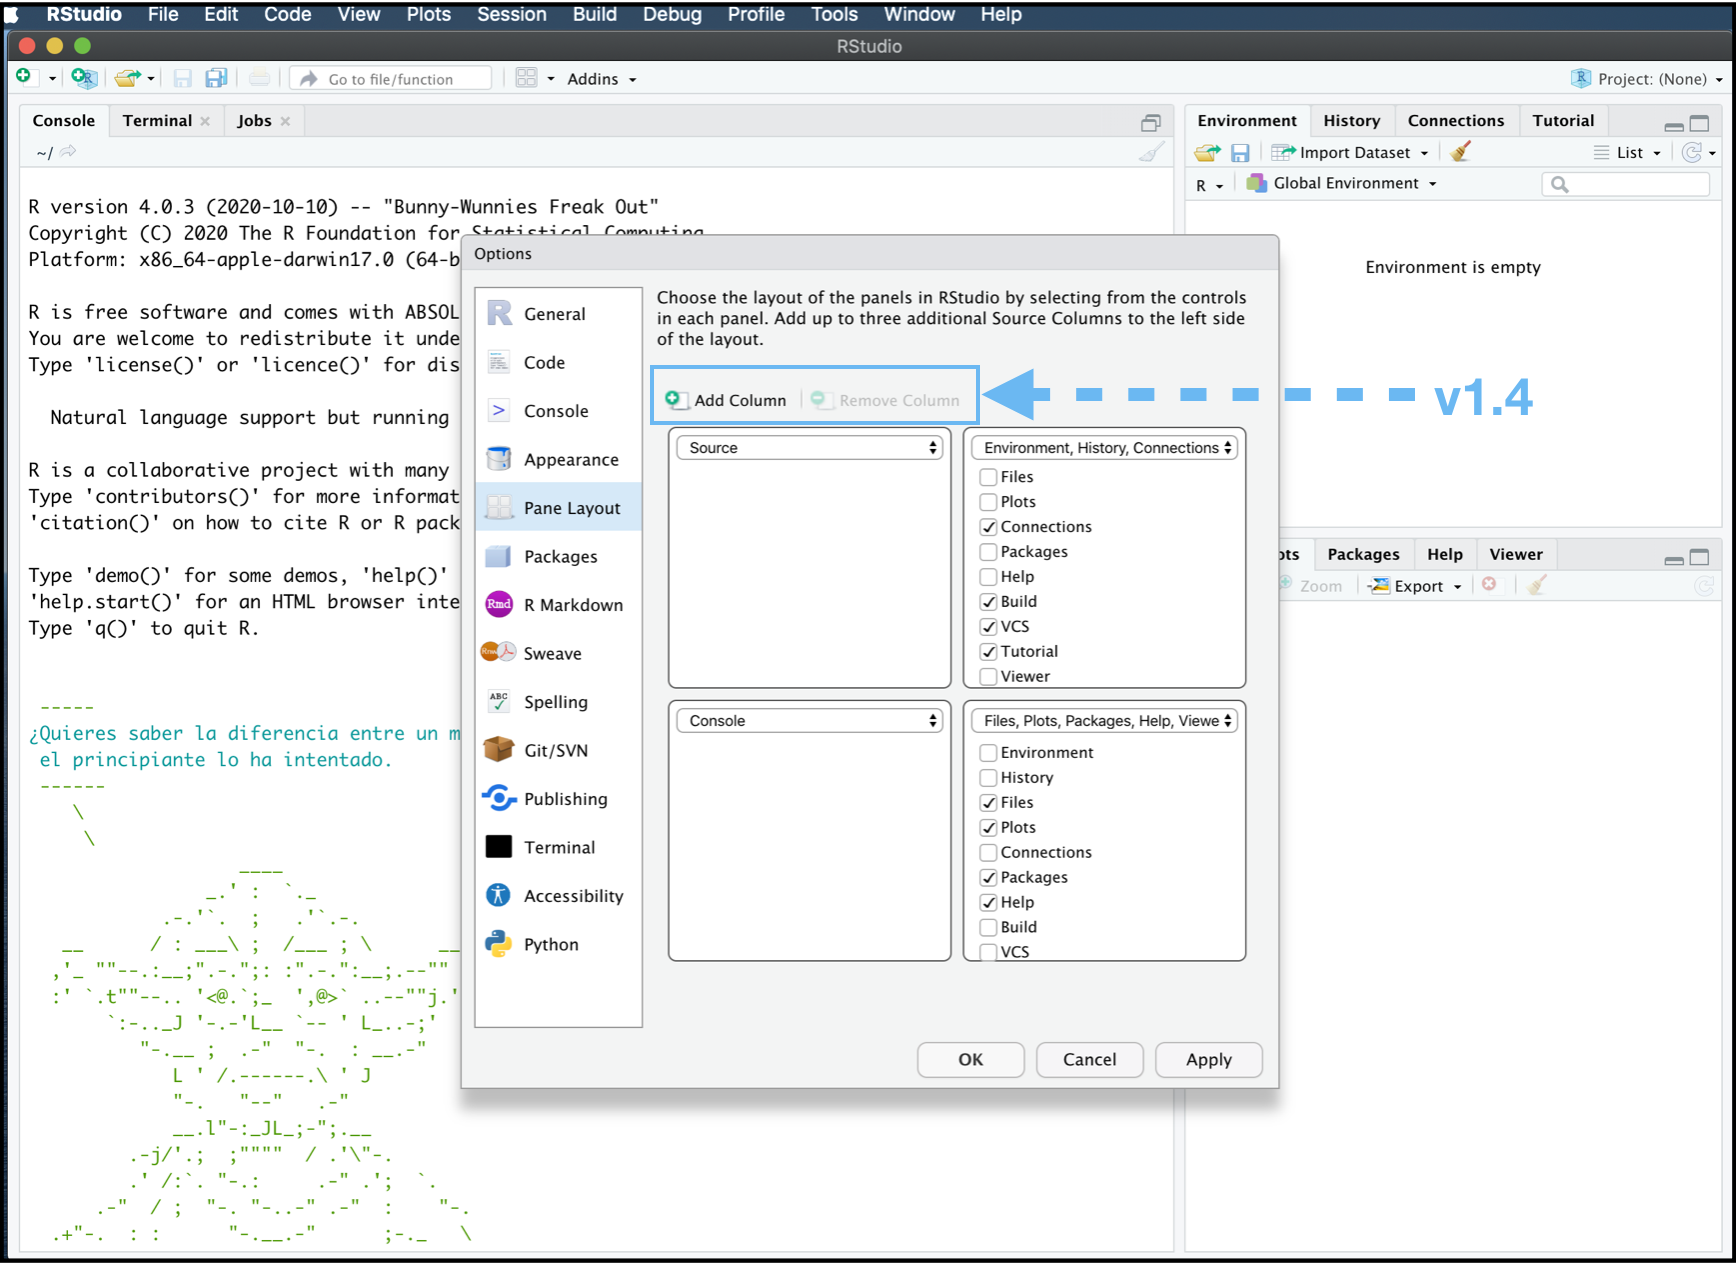 RStudio File Edit Code View Plots Session Build Debug Profile Tools Window Help
RStudio
Go to file/function
Addins
Project: (None)
Console Terminal Jobs
~/
R version 4.0.3 (2020-10-10) -- "Bunny-Wunnies Freak Out"
Copyright (C) 2020 The R Foundation for Statistical Computing
Platform: x86_64-apple-darwin17.0 (64-b
R is free software and comes with ABSOL
You are welcome to redistribute it unde
Type 'license()' or 'licence()' for dis
Natural language support but running
R is a collaborative project with many
Type 'contributors()' for more informat
'citation()' on how to cite R or R pack
Type 'demo()' for some demos, 'help()'
'help.start()' for an HTML browser inte
Type 'q()' to quit R.
¿Quieres saber la diferencia entre un m
el principiante lo ha intentado.
Options
General
Code
Console
Appearance
Pane Layout
Packages
R Markdown
Sweave
Spelling
Git/SVN
Publishing
Terminal
Accessibility
Python
Choose the layout of the panels in RStudio by selecting from the controls
in each panel. Add up to three additional Source Columns to the left side
of the layout.
Add Column Remove Column
v1.4
Source
Environment, History, Connections
Files
Plots
Connections
Packages
Help
Build
VCS
Tutorial
Viewer
Console
Files, Plots, Packages, Help, Viewe
Environment
History
Files
Plots
Connections
Packages
Help
Build
VCS
OK Cancel Apply
Environment History Connections Tutorial
Import Dataset List
R Global Environment
Environment is empty
ots Packages Help Viewer
Zoom Export